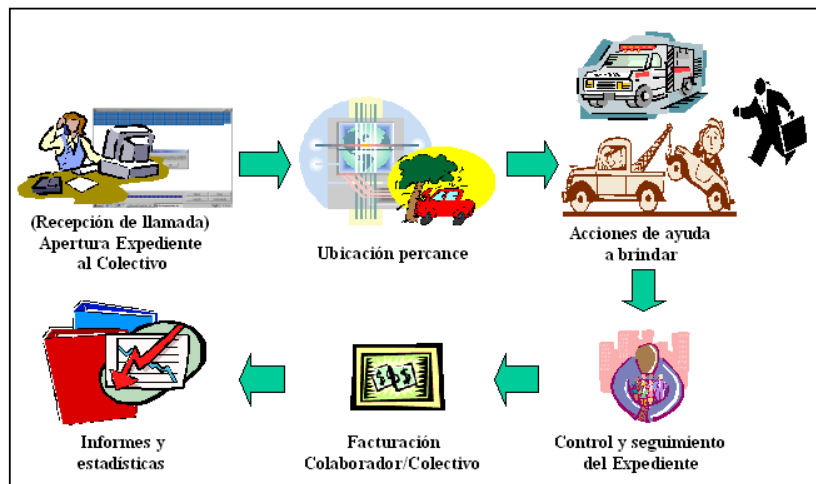 (Recepción de llamada)
Apertura Expediente
al Colectivo
Ubicación percance
Acciones de ayuda
a brindar
Control y seguimiento
del Expediente
Facturación
Colaborador/Colectivo
Informes y
estadísticas